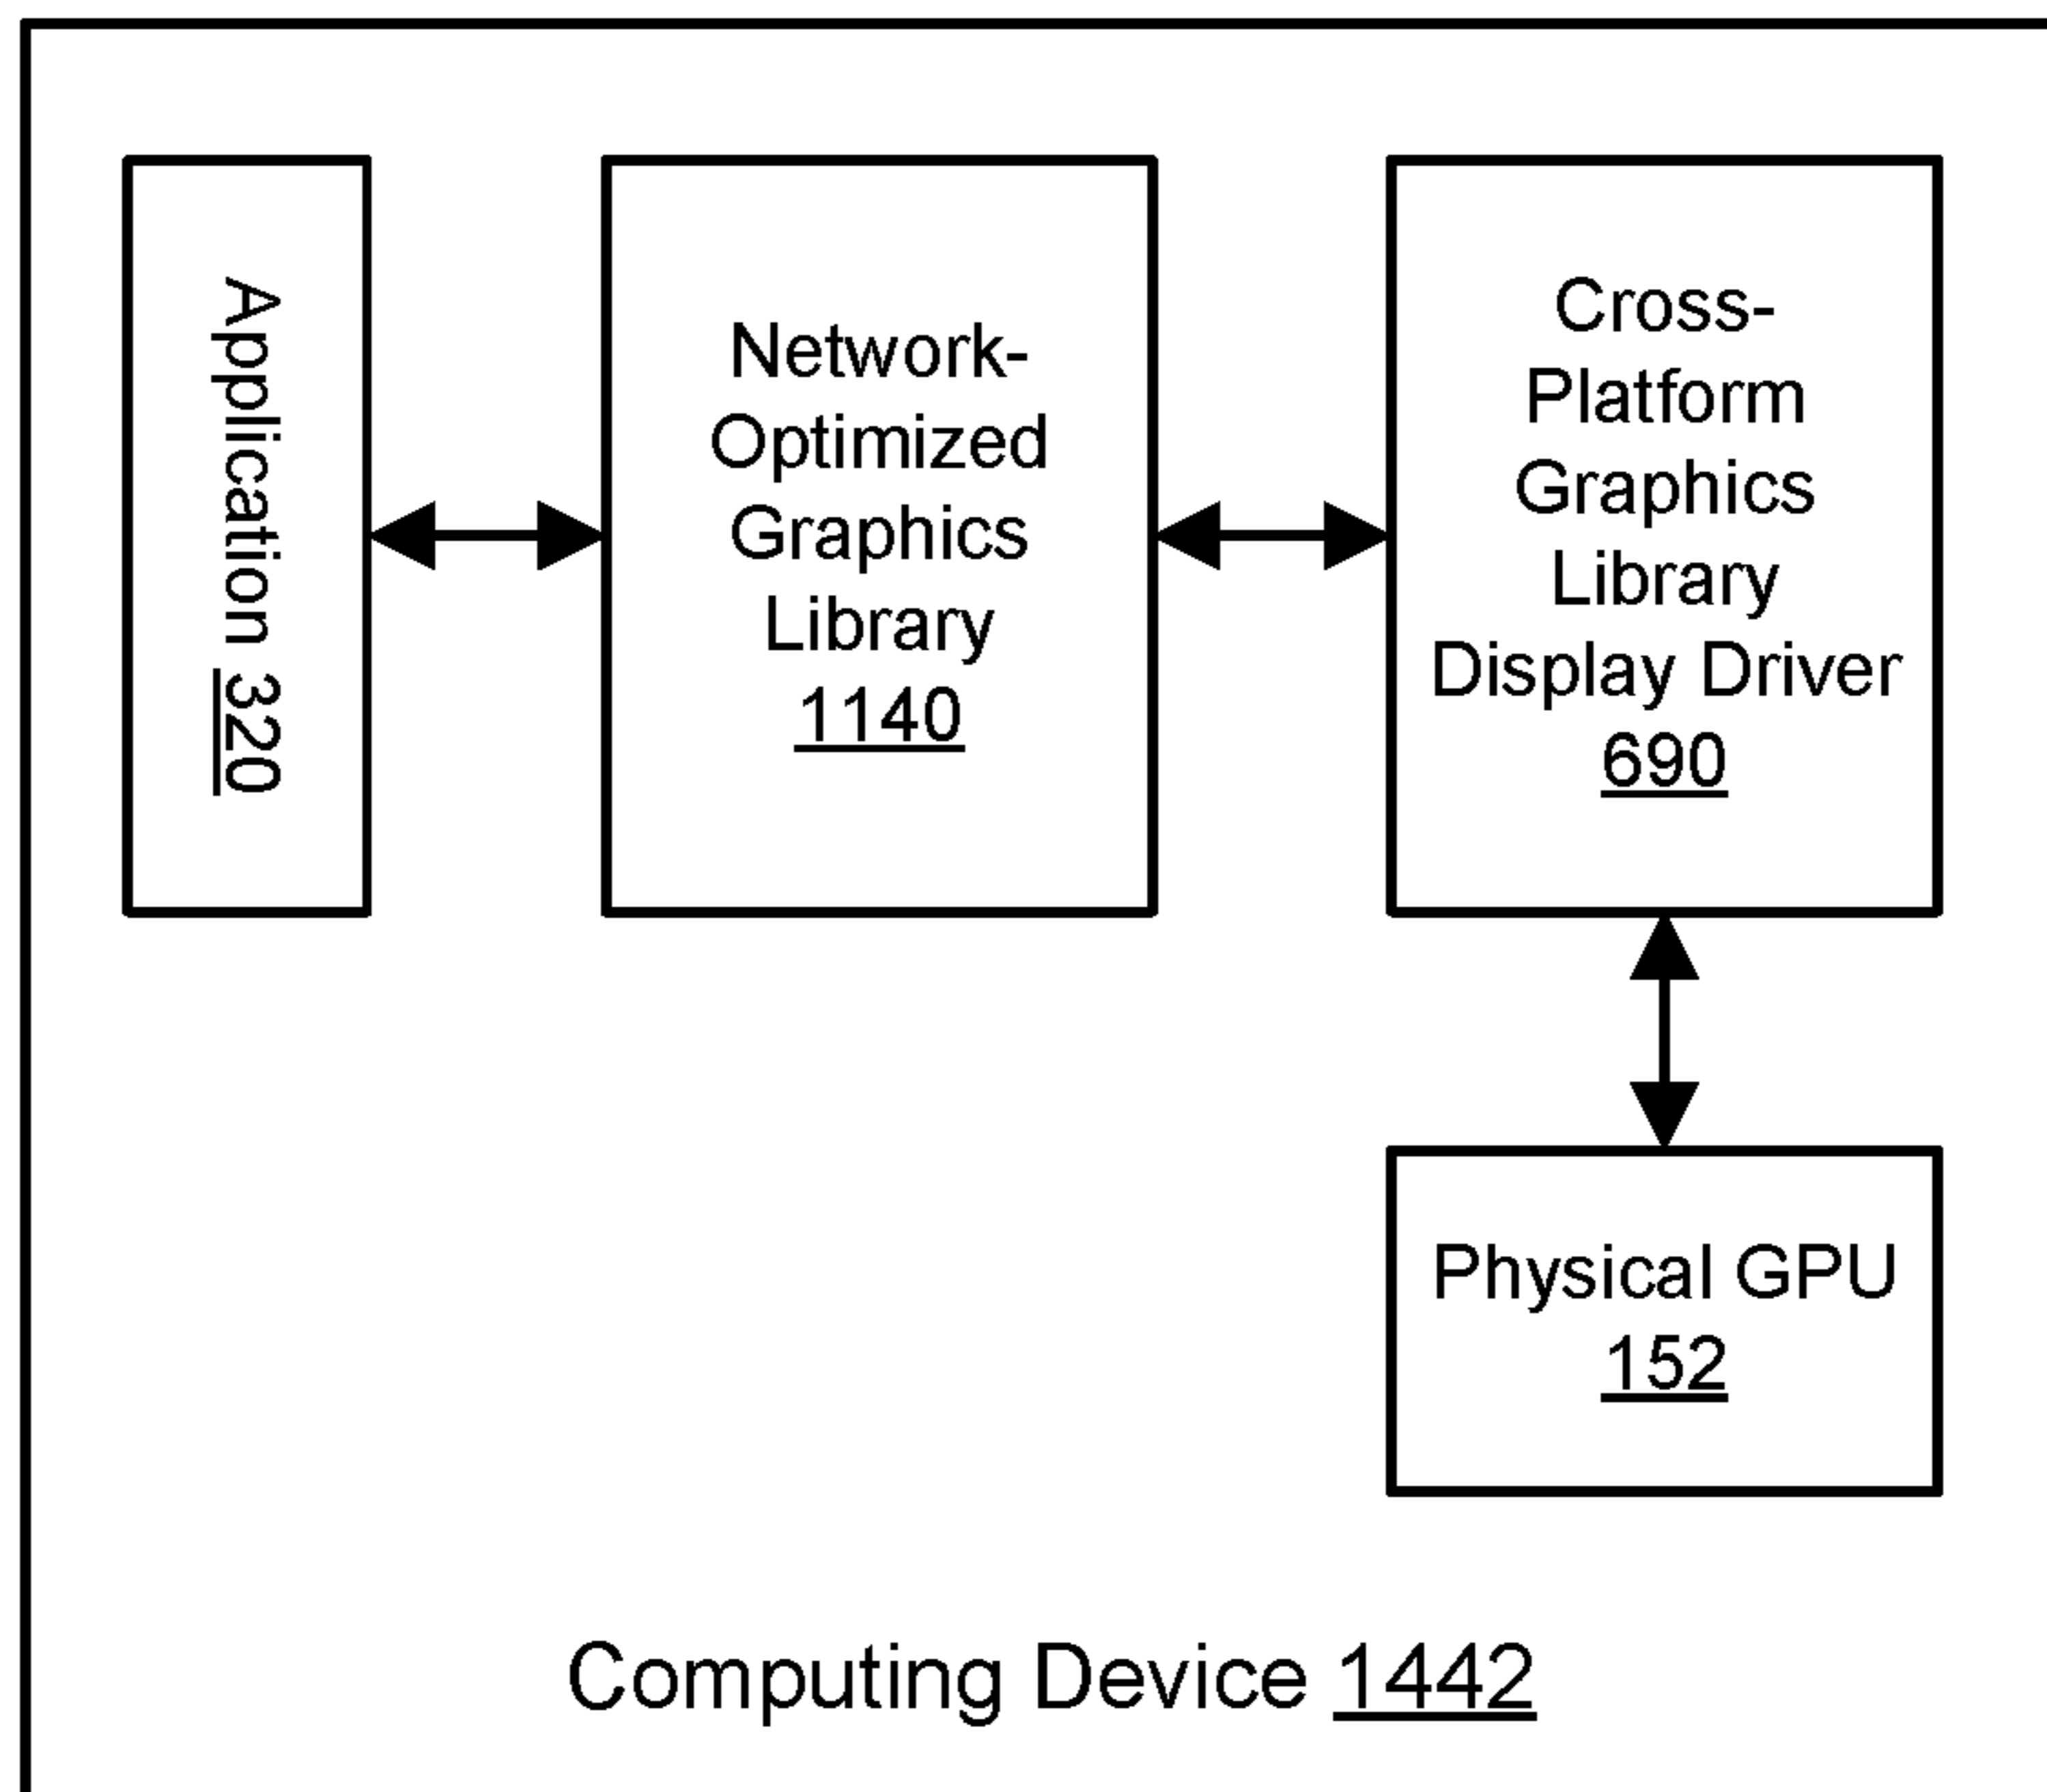 Application 320
Network-
Optimized
Graphics
Library
1140
Cross-
Platform
Graphics
Library
Display Driver
690
Physical GPU
152
Computing Device 1442